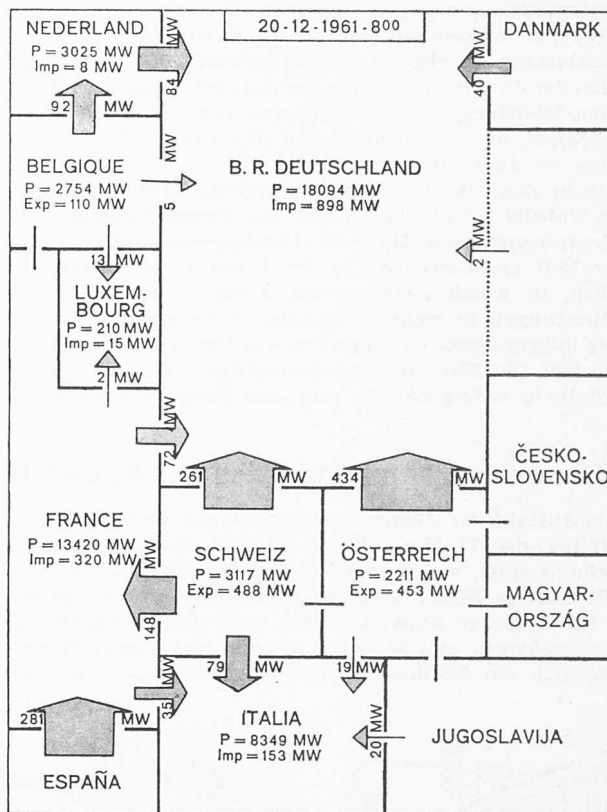 20-12-1961-8⁰⁰
NEDERLAND
P = 3025 MW
Imp = 8 MW
84 MW
DANMARK
40 MW
92 MW
BELGIQUE
P = 2754 MW
Exp = 110 MW
5 MW
B. R. DEUTSCHLAND
P = 18094 MW
Imp = 898 MW
2 MW
13 MW
LUXEM-
BOURG
P = 210 MW
Imp = 15 MW
2 MW
72 MW
261 MW
434 MW
ČESKO-
SLOVENSKO
FRANCE
P = 13420 MW
Imp = 320 MW
148 MW
SCHWEIZ
P = 3117 MW
Exp = 488 MW
ÖSTERREICH
P = 2211 MW
Exp = 453 MW
MAGYAR-
ORSZÁG
79 MW
19 MW
35 MW
281 MW
ITALIA
P = 8349 MW
Imp = 153 MW
20 MW
JUGOSLAVIJA
ESPAÑA